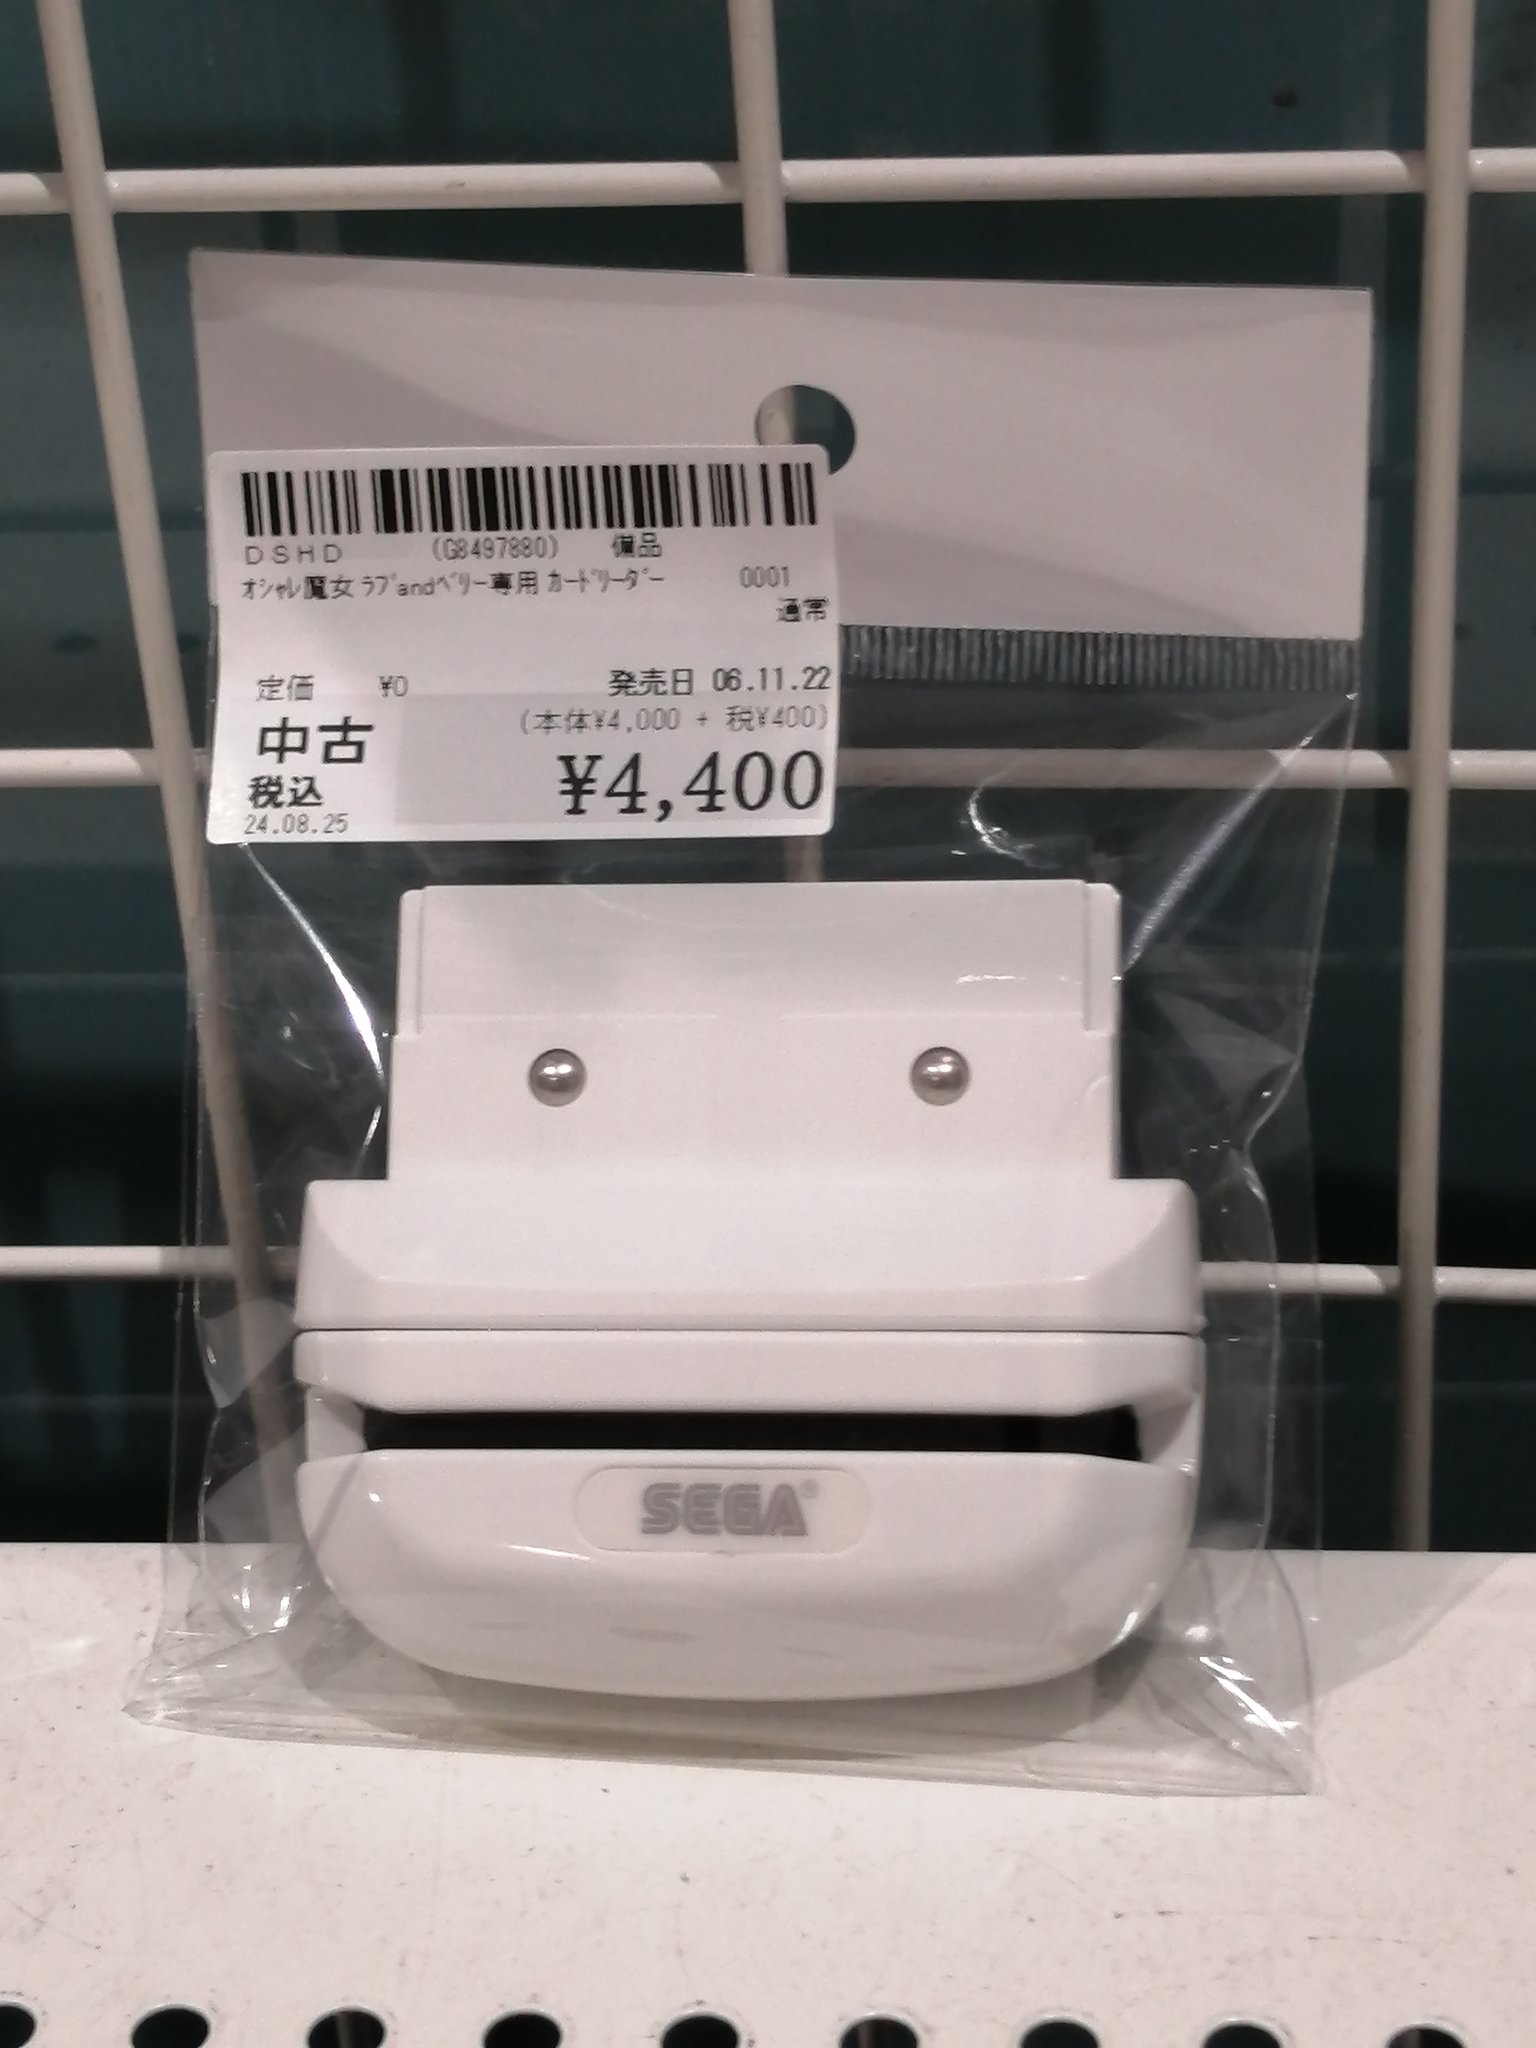 DSHD (G8497880) 備品
ｵｼｬﾚ魔女 ﾗﾌﾞandﾍﾞﾘｰ専用 ｶｰﾄﾞﾘｰﾀﾞｰ 0001
通常
定価 ¥0 発売日 06.11.22
(本体¥4,000 + 税¥400)
中古 ¥4,400
税込
24.08.25
SEGA®